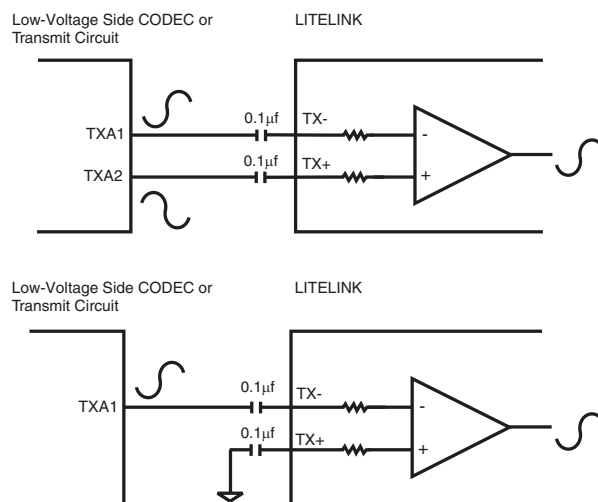 Low-Voltage Side CODEC or
Transmit Circuit
LITELINK
0.1μf
TX-
TXA1
-
0.1μf
TX+
TXA2
+
Low-Voltage Side CODEC or
Transmit Circuit
LITELINK
0.1μf
TX-
TXA1
-
0.1μf
TX+
+